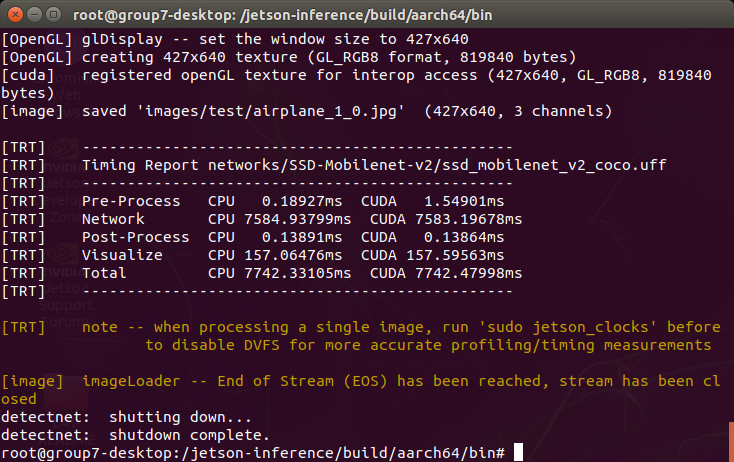 root@group7-desktop: /jetson-inference/build/aarch64/bin
[OpenGL] glDisplay -- set the window size to 427x640
[OpenGL] creating 427x640 texture (GL_RGB8 format, 819840 bytes)
[cuda]   registered openGL texture for interop access (427x640, GL_RGB8, 819840
bytes)
[image]  saved 'images/test/airplane_1_0.jpg'  (427x640, 3 channels)
[TRT]    ------------------------------------------------
[TRT]    Timing Report networks/SSD-Mobilenet-v2/ssd_mobilenet_v2_coco.uff
[TRT]    ------------------------------------------------
[TRT]    Pre-Process   CPU   0.18927ms  CUDA   1.54901ms
[TRT]    Network       CPU 7584.93799ms  CUDA 7583.19678ms
[TRT]    Post-Process  CPU   0.13891ms  CUDA   0.13864ms
[TRT]    Visualize     CPU 157.06476ms  CUDA 157.59563ms
[TRT]    Total         CPU 7742.33105ms  CUDA 7742.47998ms
[TRT]    ------------------------------------------------
[TRT]    note -- when processing a single image, run 'sudo jetson_clocks' before
                to disable DVFS for more accurate profiling/timing measurements
[image]  imageLoader -- End of Stream (EOS) has been reached, stream has been cl
osed
detectnet:  shutting down...
detectnet:  shutdown complete.
root@group7-desktop:/jetson-inference/build/aarch64/bin#